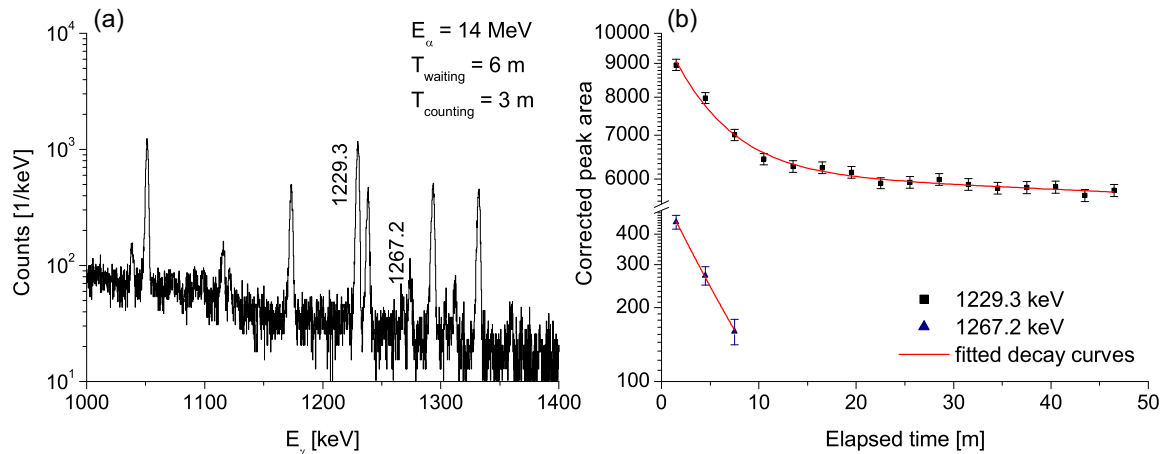 (a)
E_α = 14 MeV
T_waiting = 6 m
T_counting = 3 m
1229.3
1267.2
Counts [1/keV]
10^4
10^3
10^2
10^1
1000
1100
1200
1300
1400
E_γ [keV]
(b)
Corrected peak area
10000
9000
8000
7000
6000
400
300
200
100
1229.3 keV
1267.2 keV
fitted decay curves
0
10
20
30
40
50
Elapsed time [m]